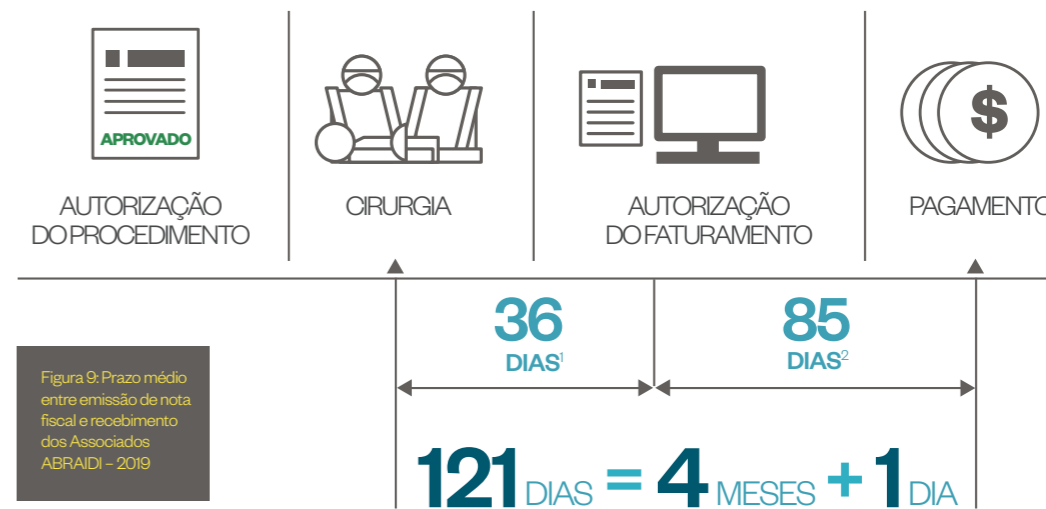 APROVADO
AUTORIZAÇÃO
DO PROCEDIMENTO
CIRURGIA
AUTORIZAÇÃO
DO FATURAMENTO
$
PAGAMENTO
36
DIAS¹
85
DIAS²
Figura 9: Prazo médio
entre emissão de nota
fiscal e recebimento
dos Associados
ABRAIDI – 2019
121 DIAS = 4 MESES + 1 DIA